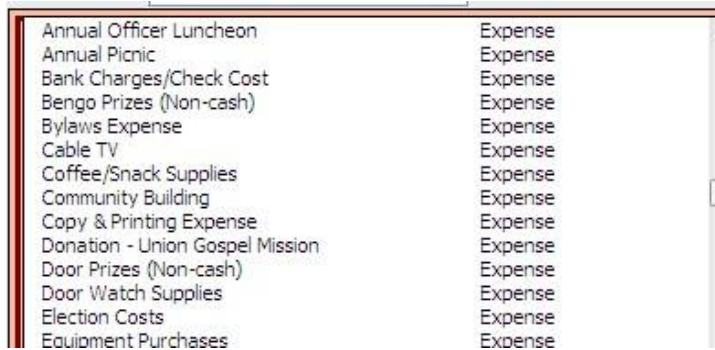 Annual Officer Luncheon Expense
Annual Picnic Expense
Bank Charges/Check Cost Expense
Bengo Prizes (Non-cash) Expense
Bylaws Expense Expense
Cable TV Expense
Coffee/Snack Supplies Expense
Community Building Expense
Copy & Printing Expense Expense
Donation - Union Gospel Mission Expense
Door Prizes (Non-cash) Expense
Door Watch Supplies Expense
Election Costs Expense
Equipment Purchases Expense